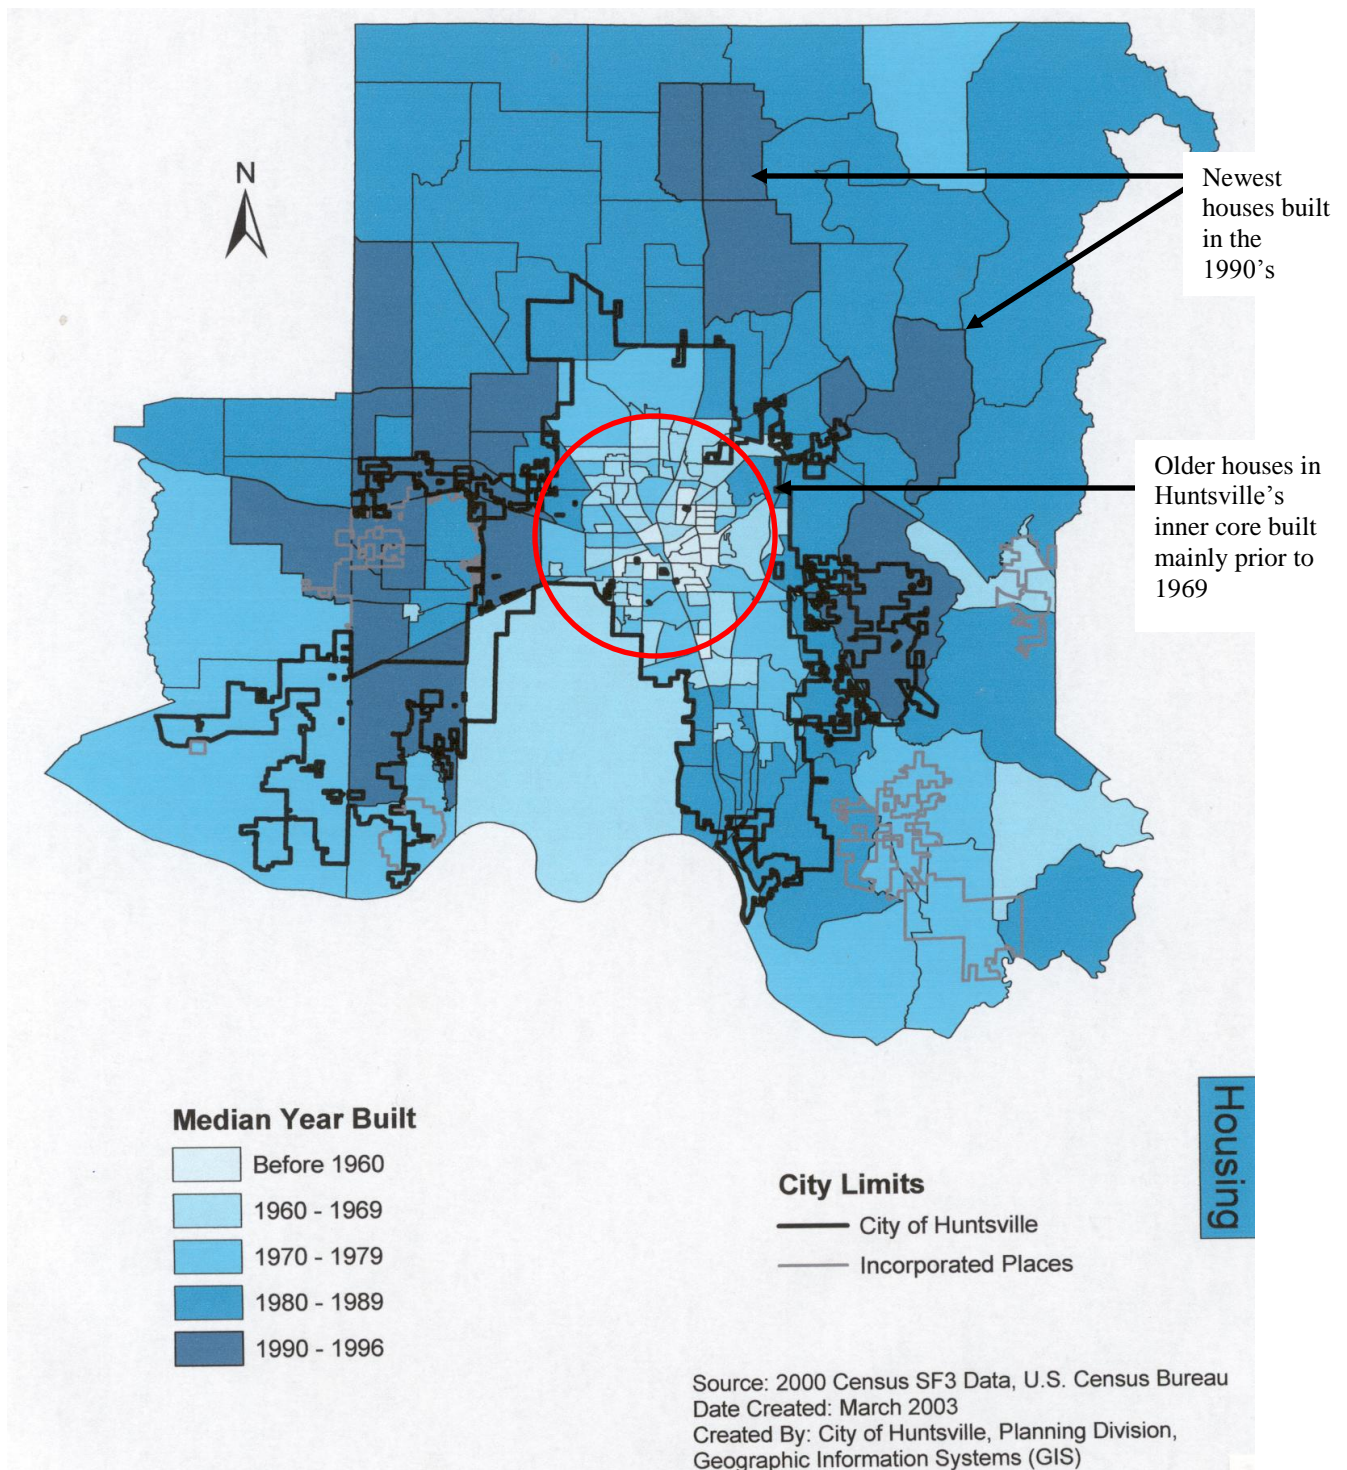 N
Newest
houses built
in the
1990’s
Older houses in
Huntsville’s
inner core built
mainly prior to
1969
Housing
Median Year Built
Before 1960
1960 - 1969
1970 - 1979
1980 - 1989
1990 - 1996
City Limits
City of Huntsville
Incorporated Places
Source: 2000 Census SF3 Data, U.S. Census Bureau
Date Created: March 2003
Created By: City of Huntsville, Planning Division,
Geographic Information Systems (GIS)